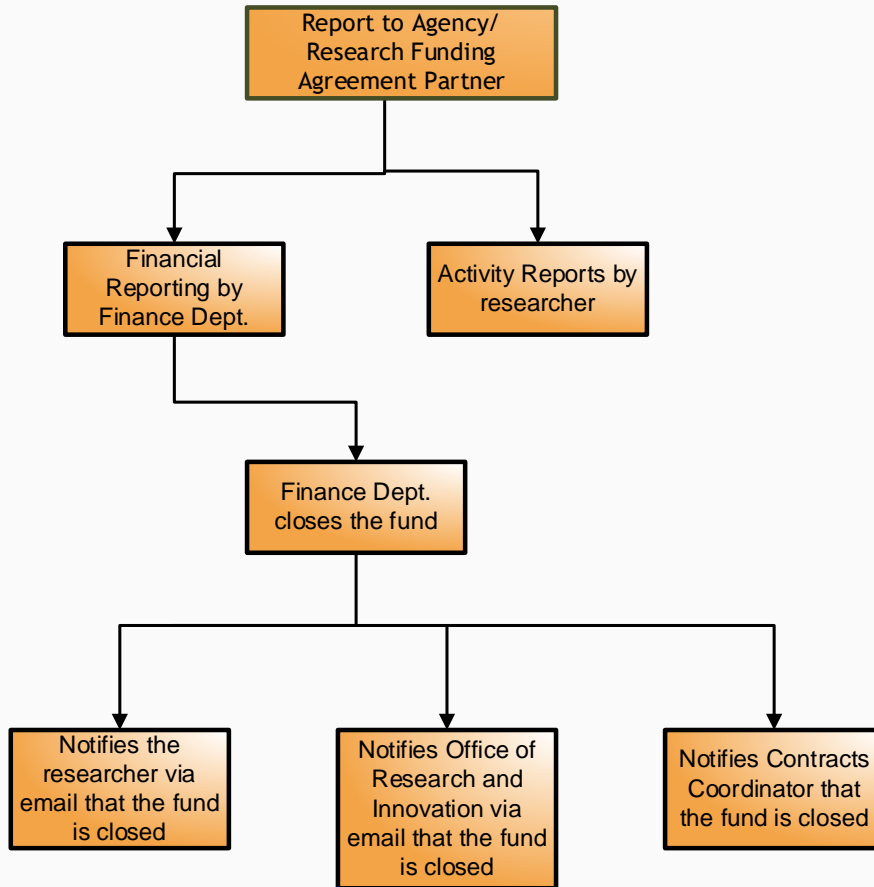 Report to Agency/
Research Funding
Agreement Partner
Financial
Reporting by
Finance Dept.
Activity Reports by
researcher
Finance Dept.
closes the fund
Notifies the
researcher via
email that the fund
is closed
Notifies Office of
Research and
Innovation via
email that the fund
is closed
Notifies Contracts
Coordinator that
the fund is closed